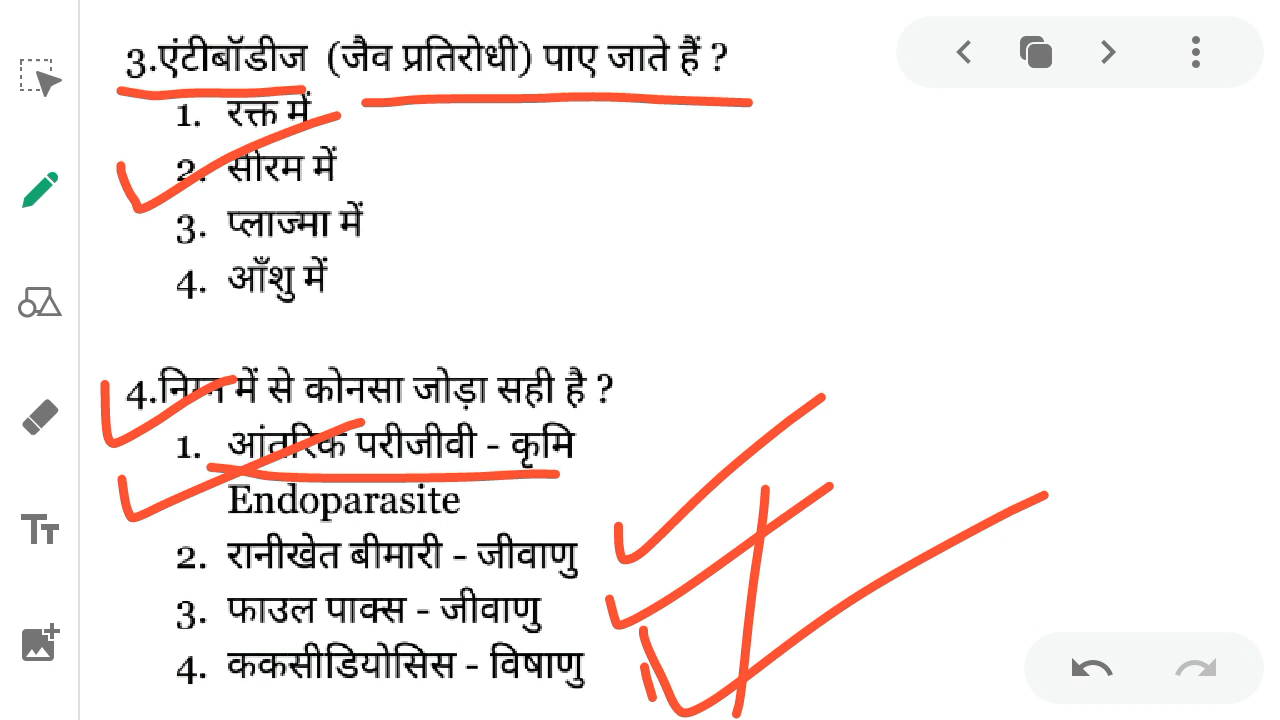 3.एंटीबॉडीज (जैव प्रतिरोधी) पाए जाते हैं ?
1. रक्त में
2. सीरम में
3. प्लाज्मा में
4. आँशु में
4.निम्न में से कोनसा जोड़ा सही है ?
1. आंतरिक परीजीवी - कृमि
Endoparasite
2. रानीखेत बीमारी - जीवाणु
3. फाउल पाक्स - जीवाणु
4. ककसीडियोसिस - विषाणु